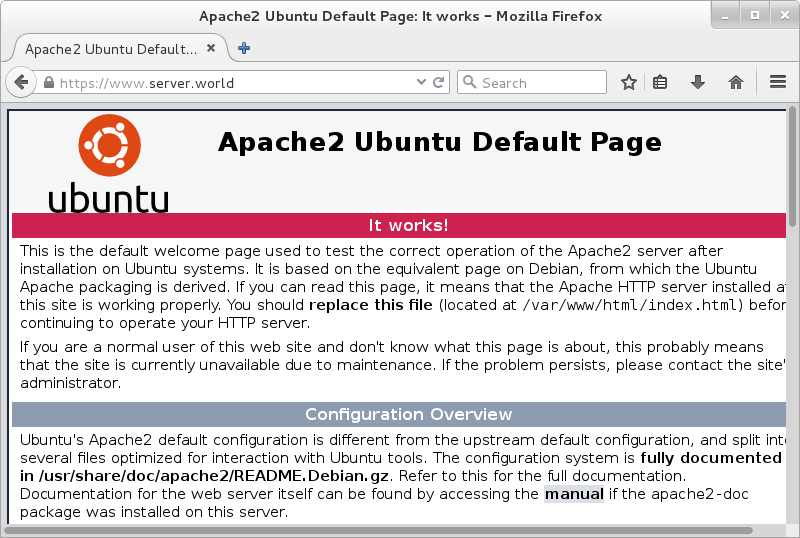 Apache2 Ubuntu Default Page: It works - Mozilla Firefox
Apache2 Ubuntu Default...
https://www.server.world
Search
ubuntu
Apache2 Ubuntu Default Page
It works!
This is the default welcome page used to test the correct operation of the Apache2 server after
installation on Ubuntu systems. It is based on the equivalent page on Debian, from which the Ubuntu
Apache packaging is derived. If you can read this page, it means that the Apache HTTP server installed at
this site is working properly. You should replace this file (located at /var/www/html/index.html) befor
continuing to operate your HTTP server.
If you are a normal user of this web site and don't know what this page is about, this probably means
that the site is currently unavailable due to maintenance. If the problem persists, please contact the site'
administrator.
Configuration Overview
Ubuntu's Apache2 default configuration is different from the upstream default configuration, and split into
several files optimized for interaction with Ubuntu tools. The configuration system is fully documented
in /usr/share/doc/apache2/README.Debian.gz. Refer to this for the full documentation.
Documentation for the web server itself can be found by accessing the manual if the apache2-doc
package was installed on this server.